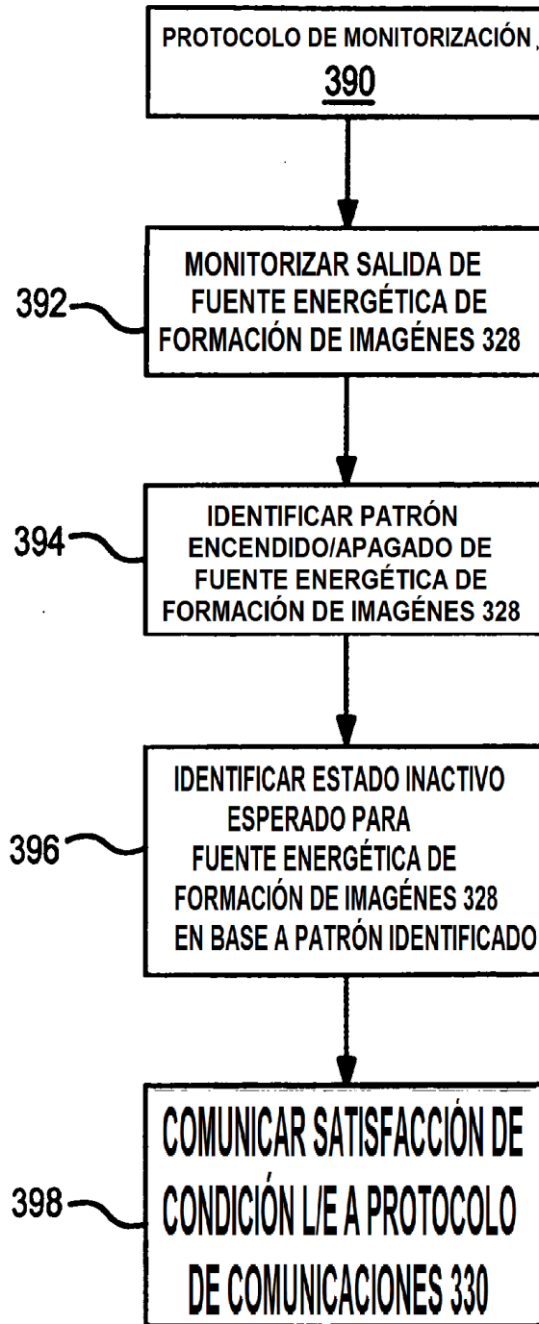 PROTOCOLO DE MONITORIZACIÓN
390
392
MONITORIZAR SALIDA DE
FUENTE ENERGÉTICA DE
FORMACIÓN DE IMAGÉNES 328
394
IDENTIFICAR PATRÓN
ENCENDIDO/APAGADO DE
FUENTE ENERGÉTICA DE
FORMACIÓN DE IMAGÉNES 328
396
IDENTIFICAR ESTADO INACTIVO
ESPERADO PARA
FUENTE ENERGÉTICA DE
FORMACIÓN DE IMAGÉNES 328
EN BASE A PATRÓN IDENTIFICADO
398
COMUNICAR SATISFACCIÓN DE
CONDICIÓN L/E A PROTOCOLO
DE COMUNICACIONES 330